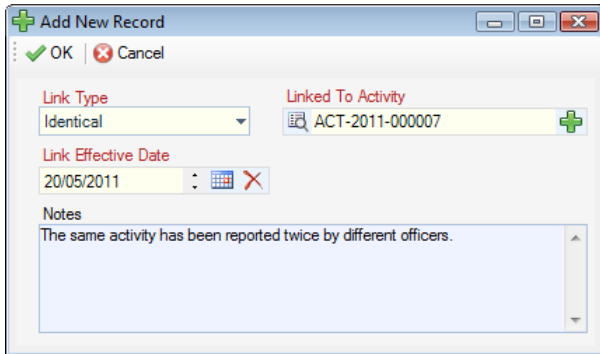 Add New Record
OK Cancel
Link Type Linked To Activity
Identical ACT-2011-000007
Link Effective Date
20/05/2011
Notes
The same activity has been reported twice by different officers.